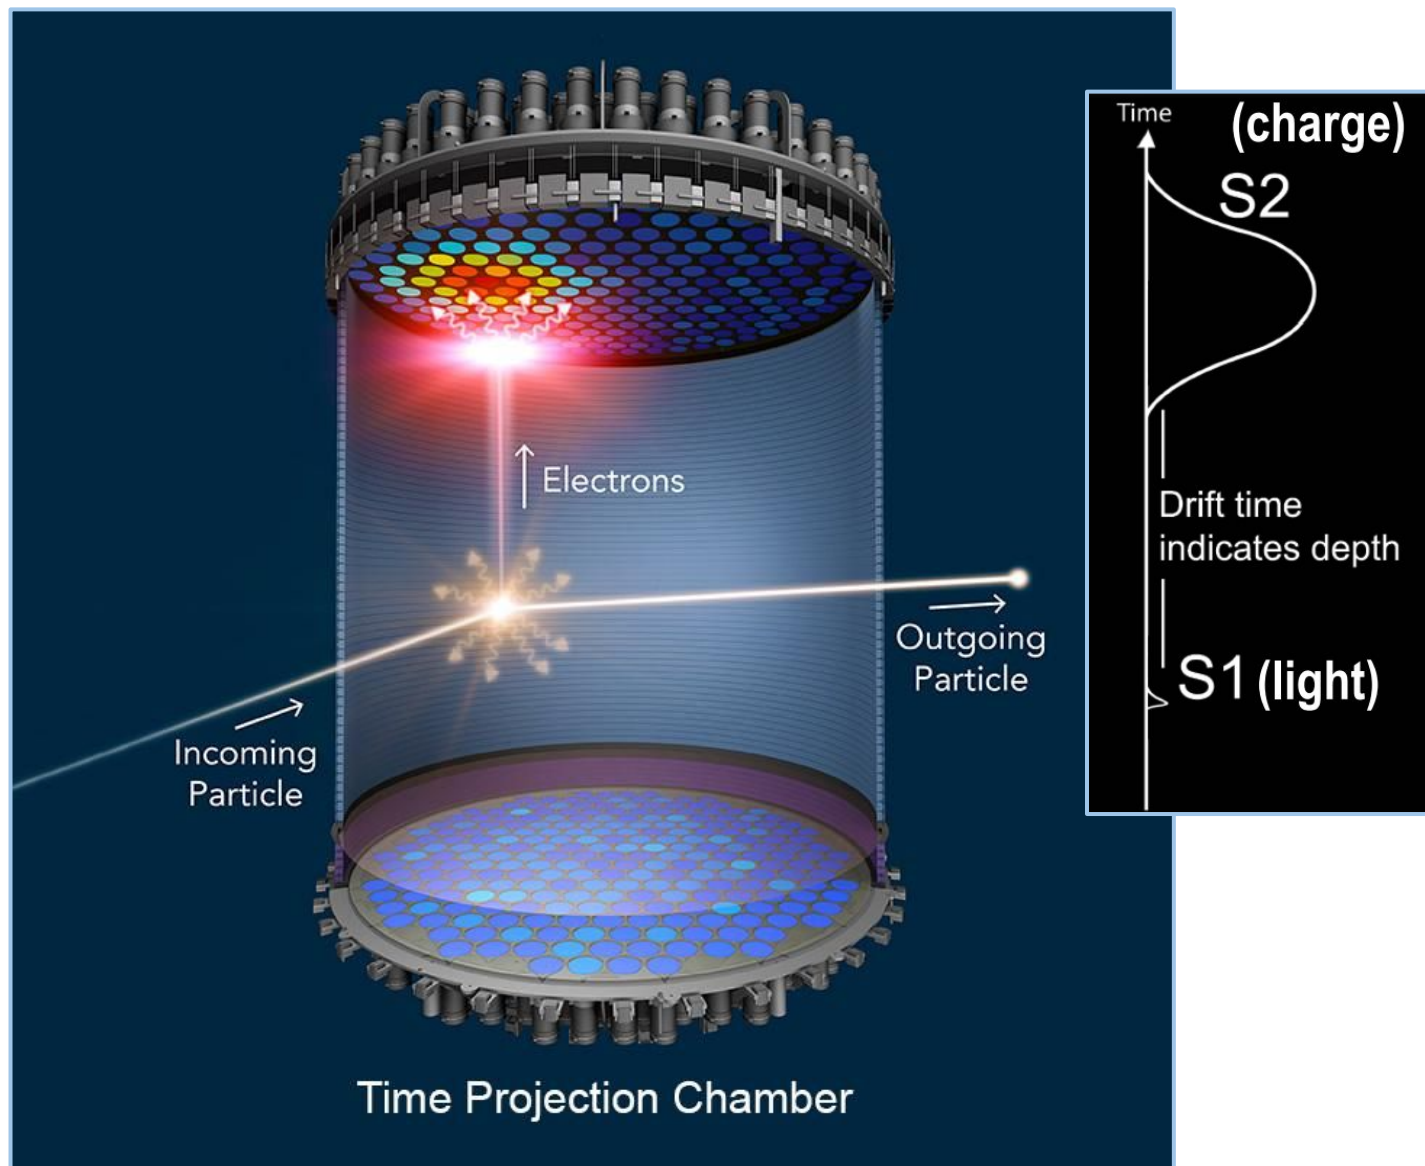 Time
(charge)
S2
Electrons
Drift time
indicates depth
Outgoing
Particle
S1 (light)
Incoming
Particle
Time Projection Chamber